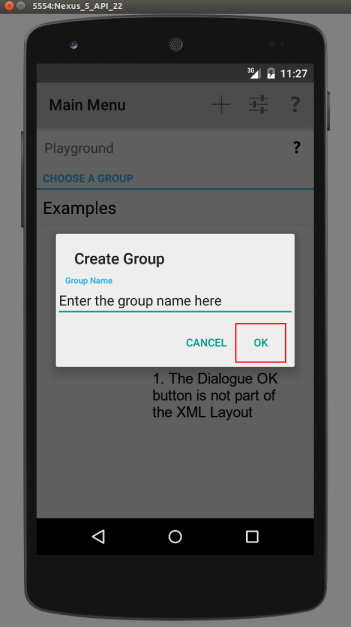 5554:Nexus_5_API_22
3G 11:27
Main Menu + ?
Playground ?
CHOOSE A GROUP
Examples
Create Group
Group Name
Enter the group name here
CANCEL OK
1. The Dialogue OK
button is not part of
the XML Layout